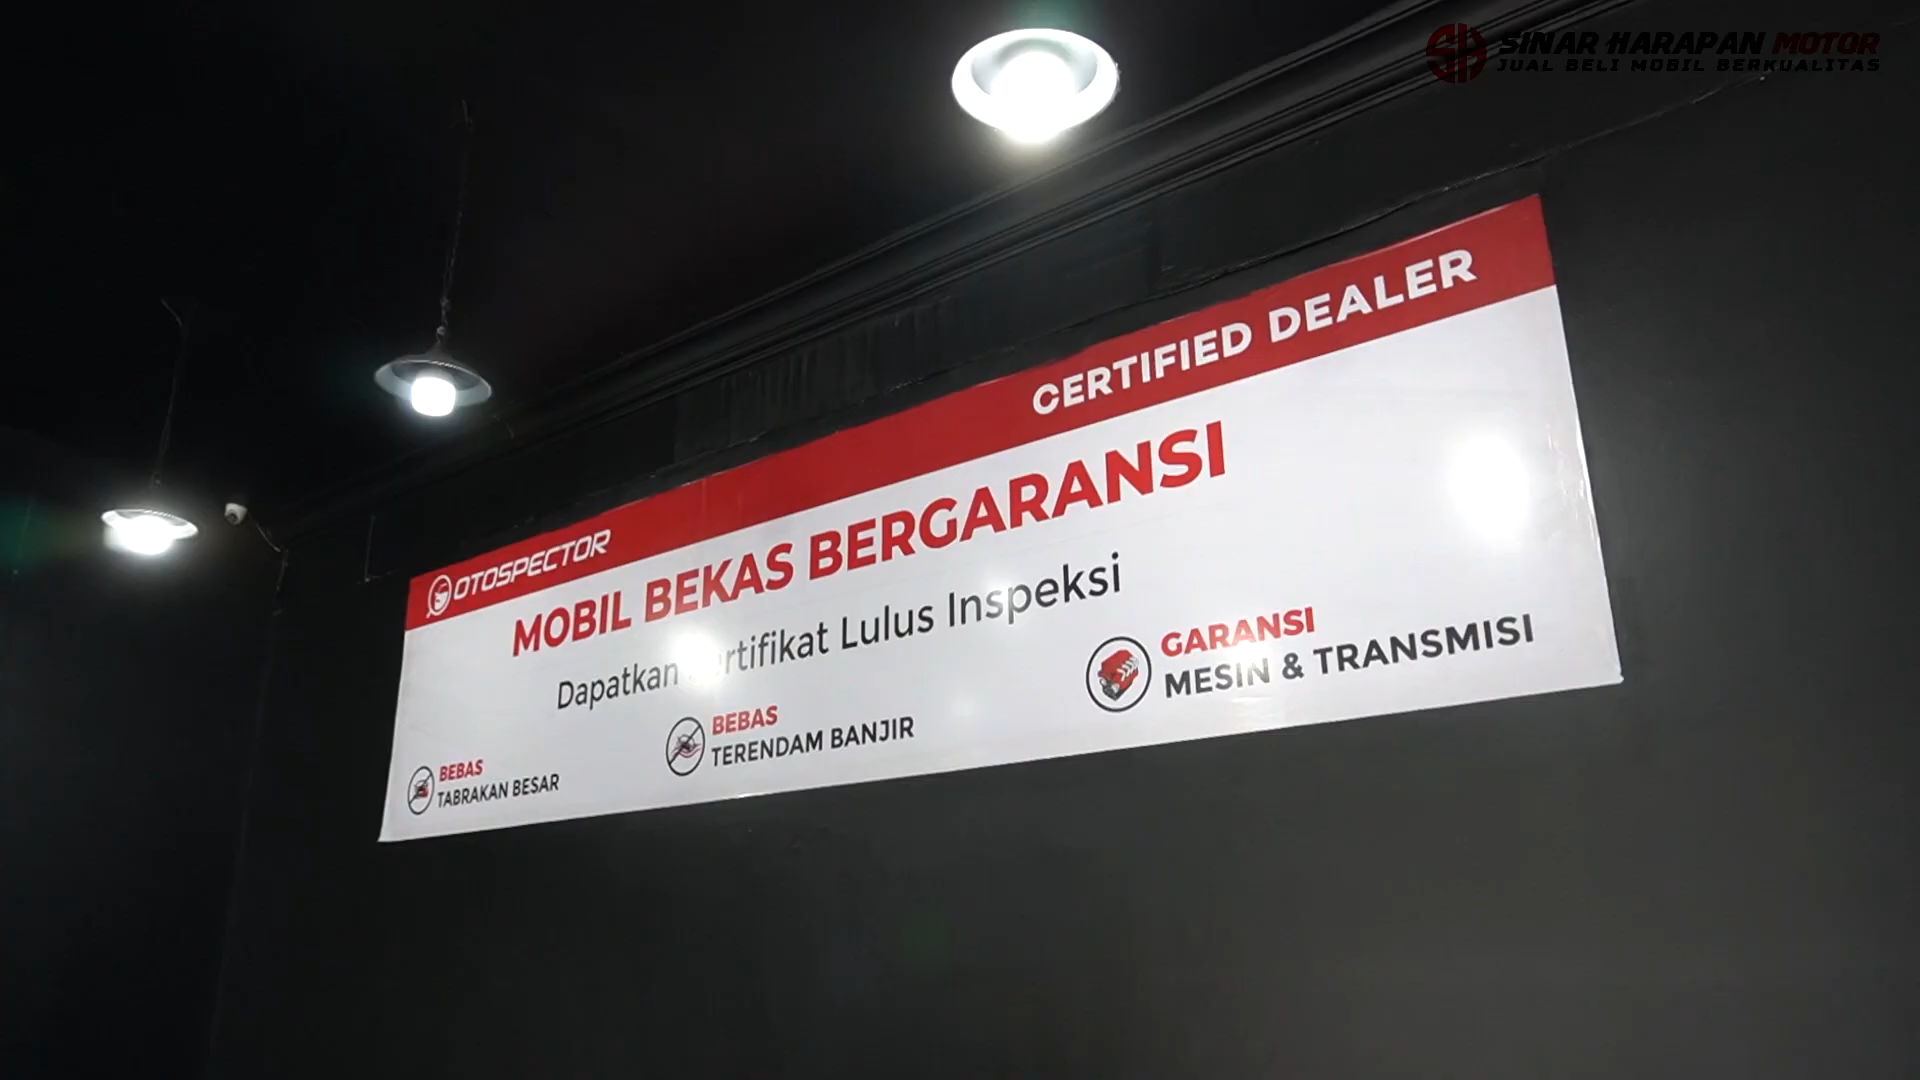 SINAR HARAPAN MOTOR
JUAL BELI MOBIL BERKUALITAS
CERTIFIED DEALER
OTOSPECTOR
MOBIL BEKAS BERGARANSI
Dapatkan Lulus Inspeksi
BEBAS
TABRAKAN BESAR
BEBAS
TERENDAM BANJIR
GARANSI
MESIN & TRANSMISI